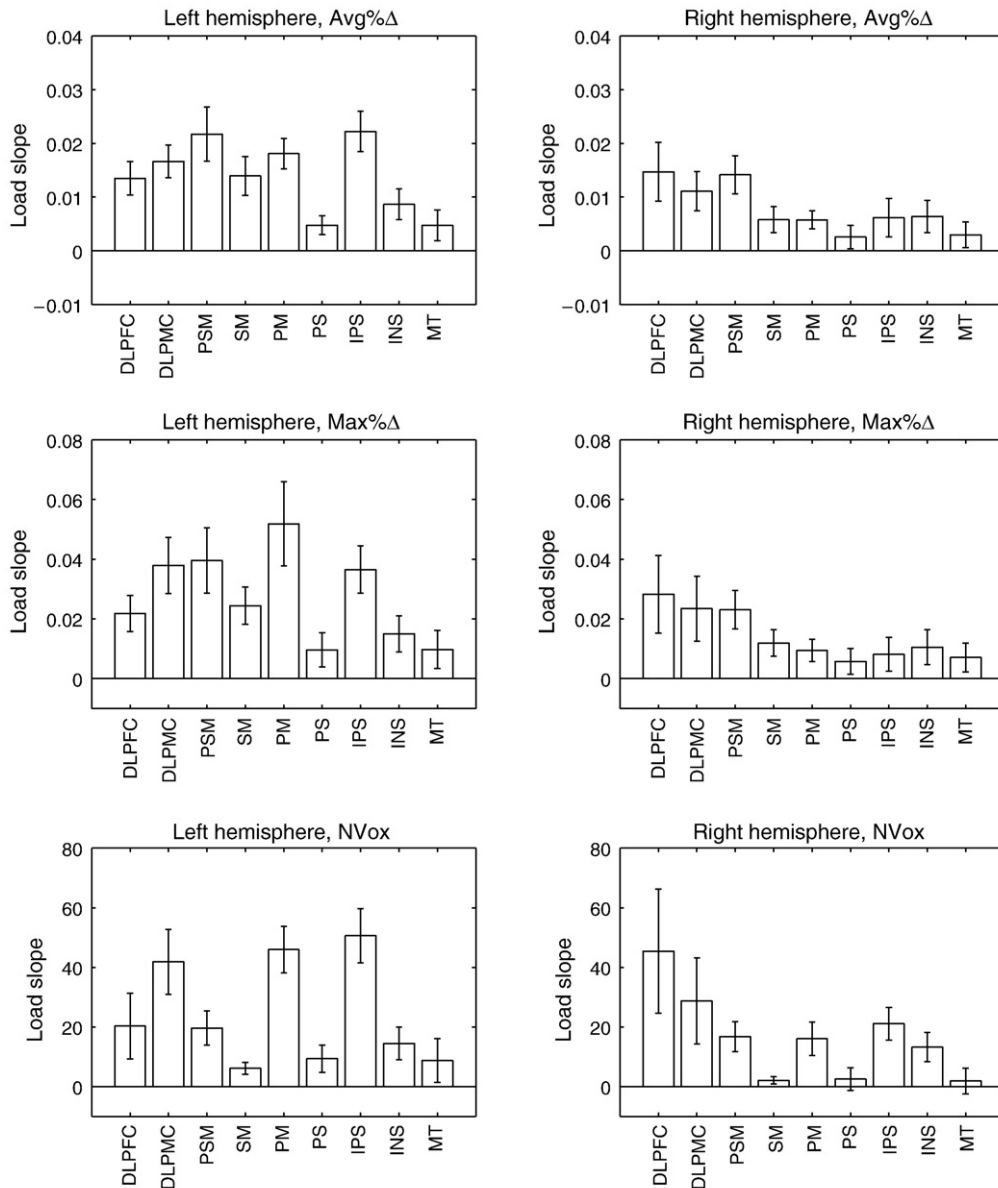 Left hemisphere, Avg%Δ
Load slope
0.04
0.03
0.02
0.01
0
−0.01
DLPFC
DLPMC
PSM
SM
PM
PS
IPS
INS
MT
Right hemisphere, Avg%Δ
Load slope
0.04
0.03
0.02
0.01
0
−0.01
DLPFC
DLPMC
PSM
SM
PM
PS
IPS
INS
MT
Left hemisphere, Max%Δ
Load slope
0.08
0.06
0.04
0.02
0
DLPFC
DLPMC
PSM
SM
PM
PS
IPS
INS
MT
Right hemisphere, Max%Δ
Load slope
0.08
0.06
0.04
0.02
0
DLPFC
DLPMC
PSM
SM
PM
PS
IPS
INS
MT
Left hemisphere, NVox
Load slope
80
60
40
20
0
DLPFC
DLPMC
PSM
SM
PM
PS
IPS
INS
MT
Right hemisphere, NVox
Load slope
80
60
40
20
0
DLPFC
DLPMC
PSM
SM
PM
PS
IPS
INS
MT